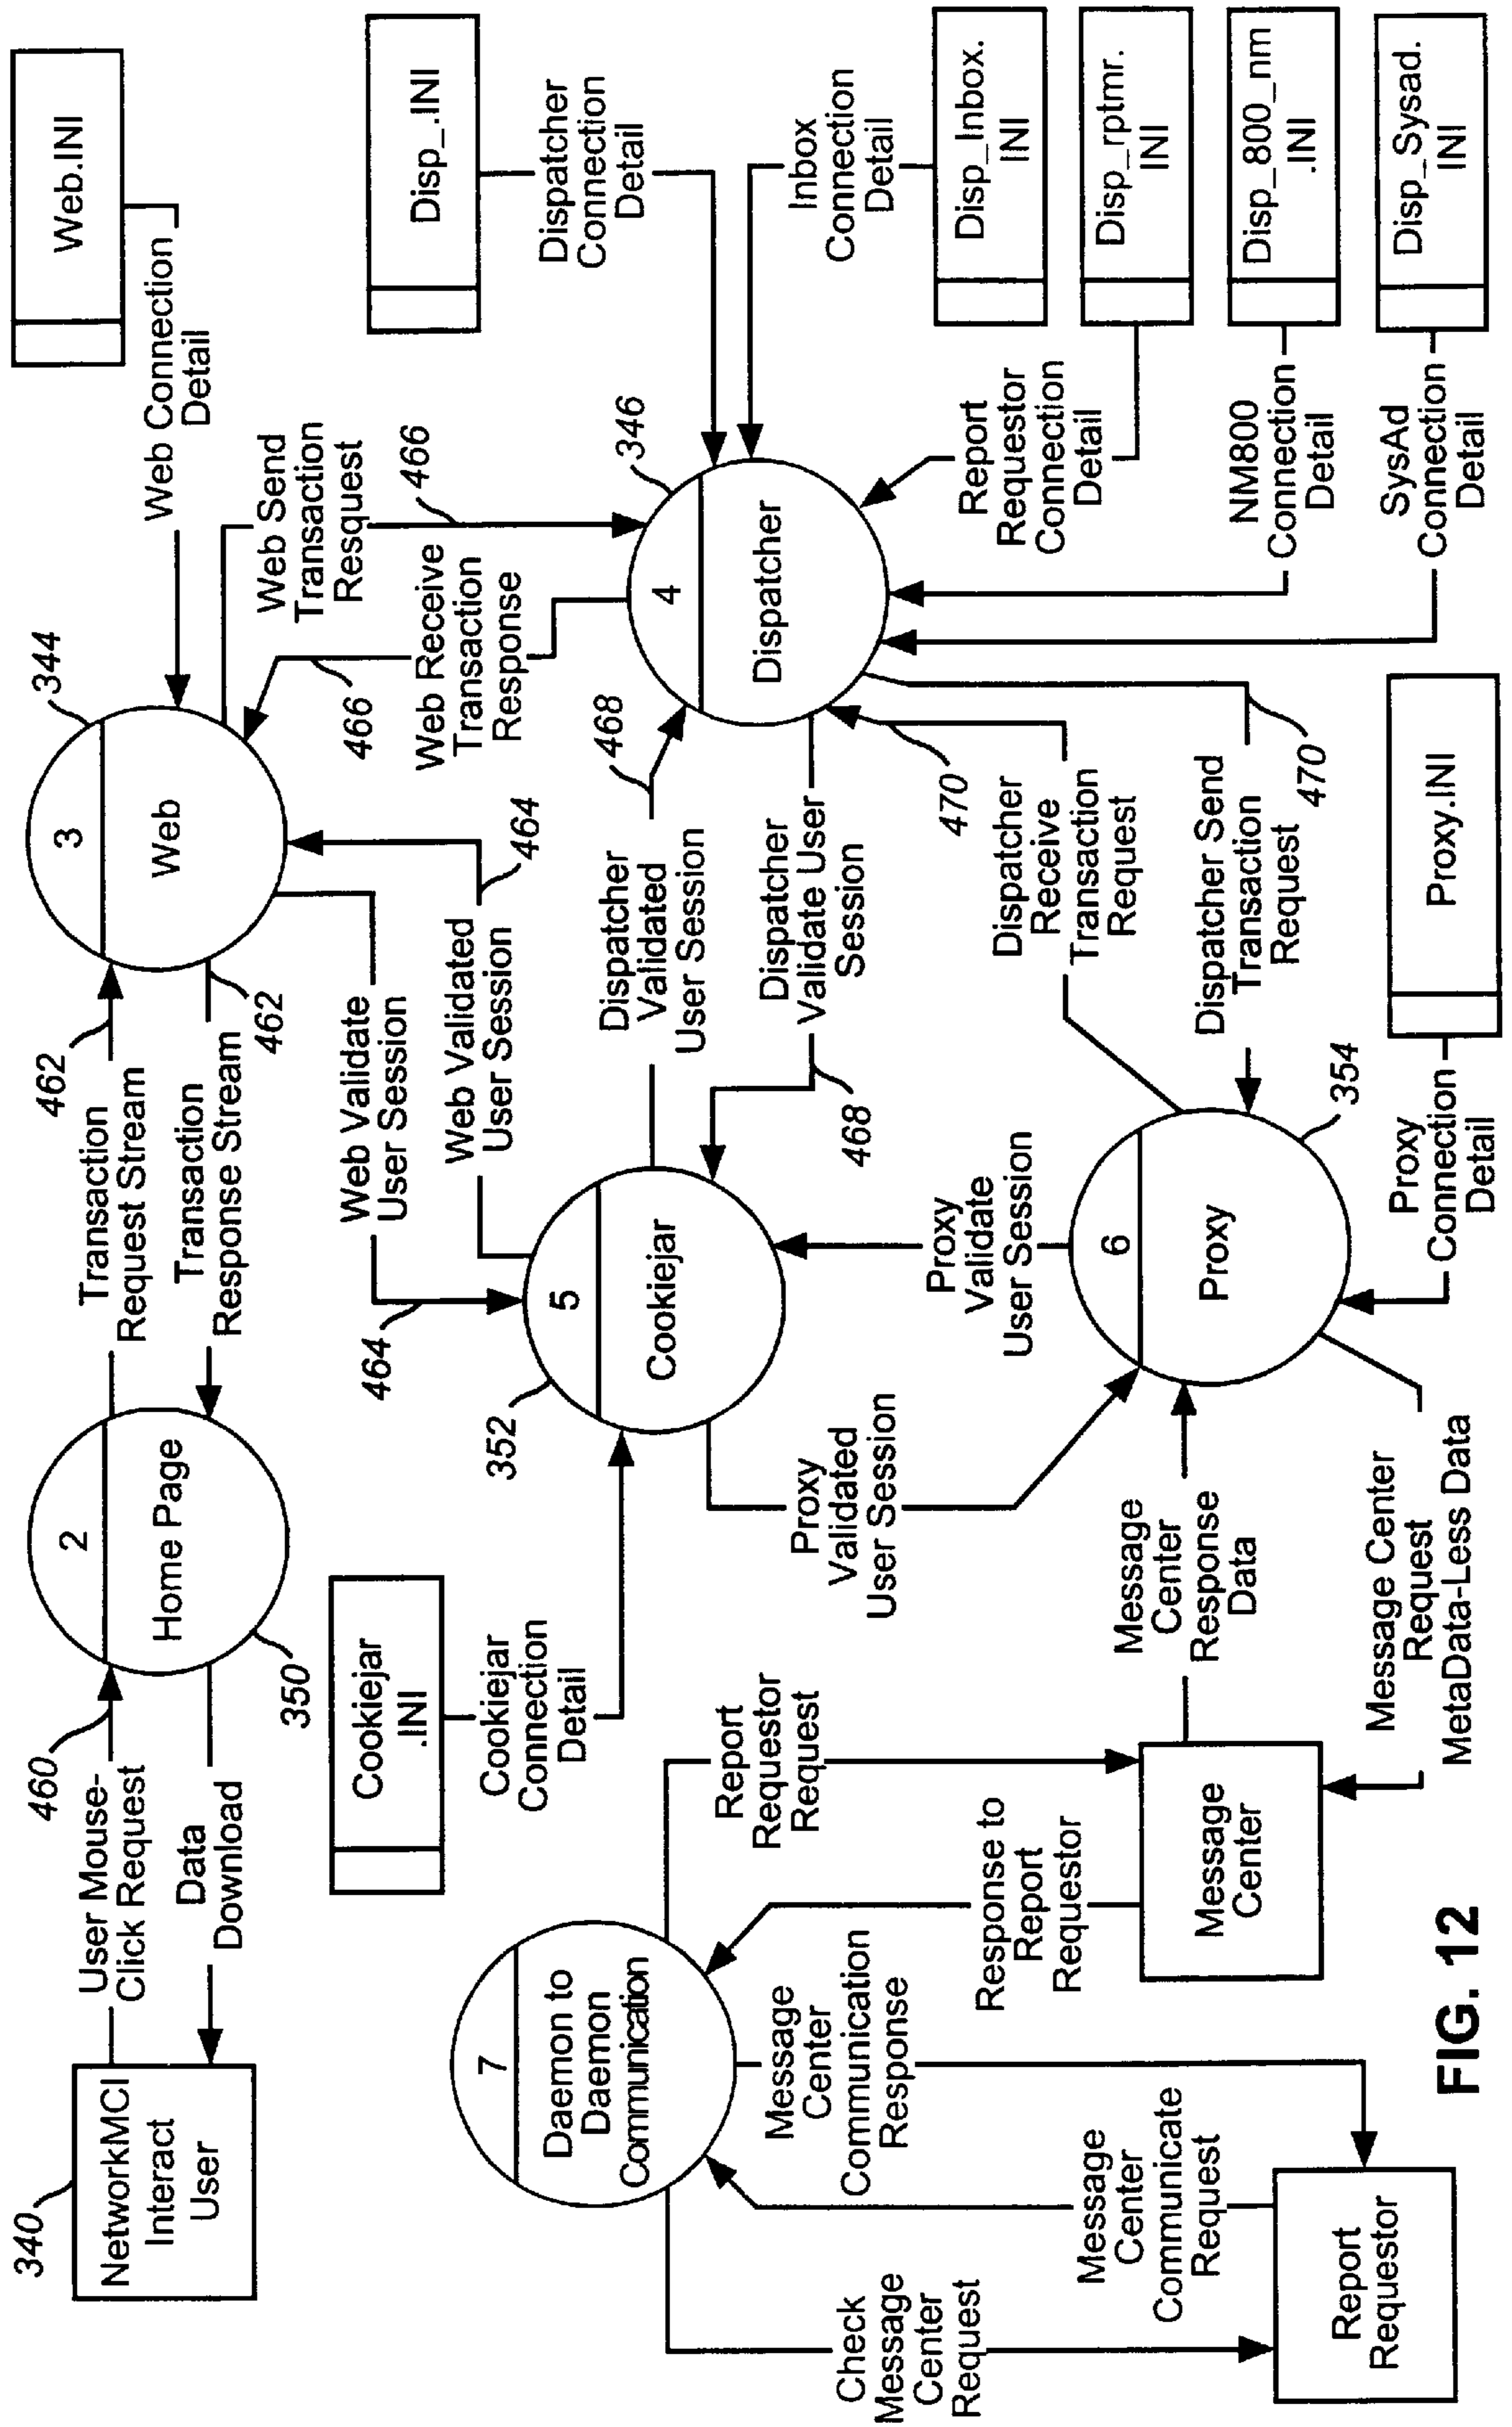 340
NetworkMCI
Interact
User
460
User Mouse-
Click Request
Data
Download
2
Home Page
350
462
Transaction
Request Stream
Transaction
Response Stream
462
344
3
Web
Web Connection
Detail
Web.INI
Web Send
Transaction
Resquest
466
466
Web Receive
Transaction
Response
Web Validate
User Session
464
Web Validated
User Session
464
Cookiejar
.INI
Cookiejar
Connection
Detail
352
5
Cookiejar
Dispatcher
Validated
User Session
468
Dispatcher
Validate User
Session
468
346
4
Dispatcher
Disp_.INI
Dispatcher
Connection
Detail
Inbox
Connection
Detail
Disp_Inbox.
INI
Report
Requestor
Connection
Detail
Disp_rptmr.
INI
NM800
Connection
Detail
Disp_800_nm
.INI
SysAd
Connection
Detail
Disp_Sysad.
INI
470
Dispatcher
Receive
Transaction
Request
Dispatcher Send
Transaction
Request
470
Proxy
Validated
User Session
Proxy
Validate
User Session
6
Proxy
354
Proxy
Connection
Detail
Proxy.INI
Message
Center
Response
Data
Message Center
Request
MetaData-Less Data
7
Daemon to
Daemon
Communication
Report
Requestor
Request
Response to
Report
Requestor
Message
Center
Message
Center
Communication
Response
Message
Center
Communicate
Request
Check
Message
Center
Request
Report
Requestor
FIG. 12